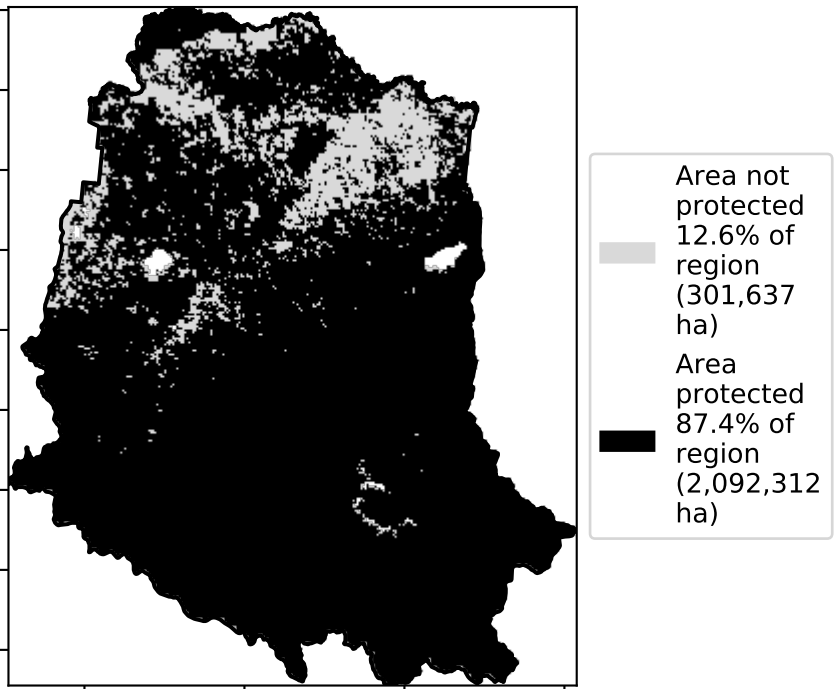 Area not
protected
12.6% of
region
(301,637
ha)
Area
protected
87.4% of
region
(2,092,312
ha)